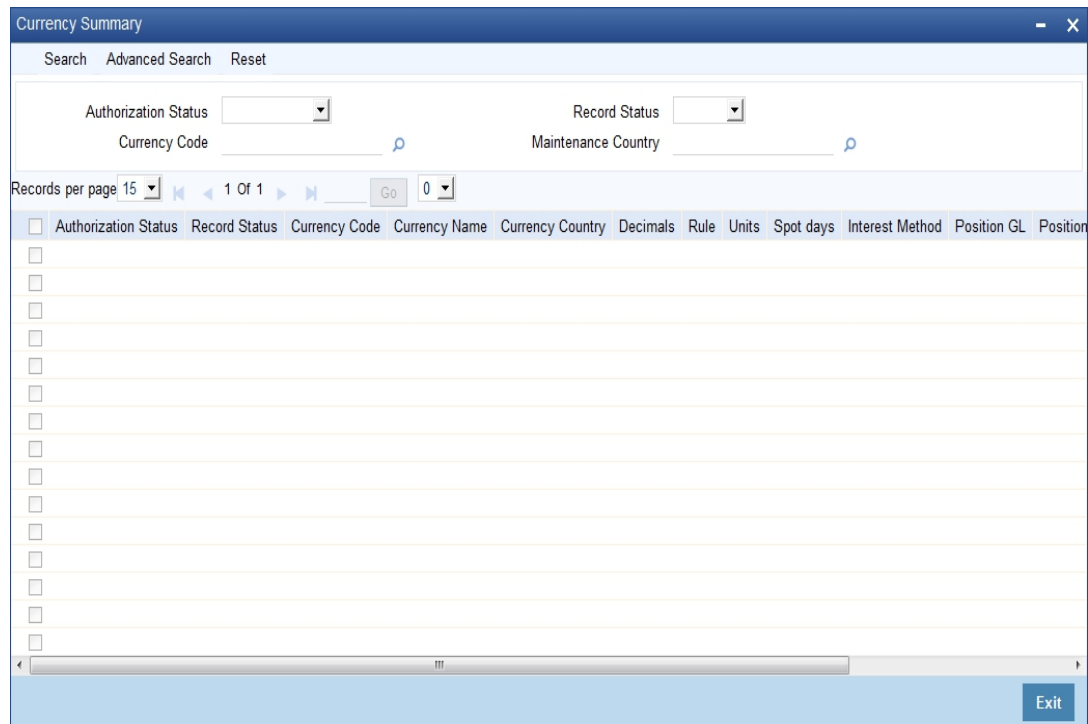 Currency Summary
Search Advanced Search Reset
Authorization Status Record Status
Currency Code Maintenance Country
Records per page 15 1 Of 1 Go 0
Authorization Status Record Status Currency Code Currency Name Currency Country Decimals Rule Units Spot days Interest Method Position GL Position
Exit